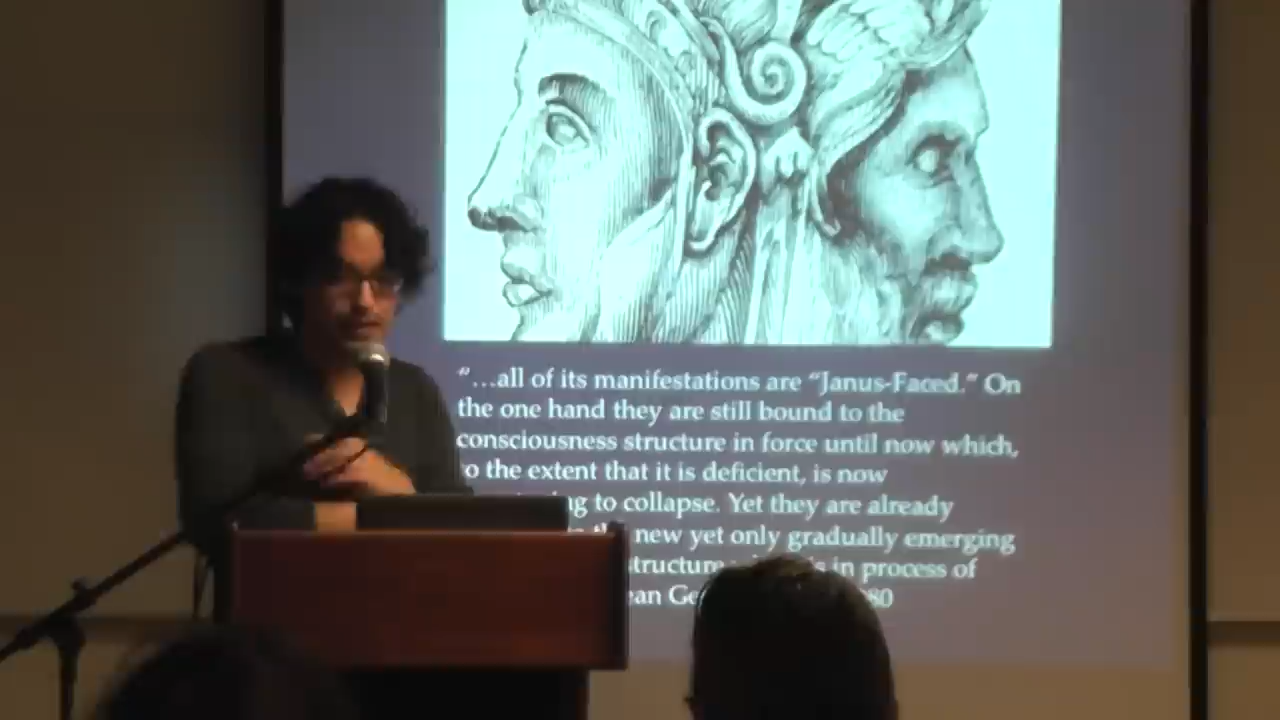 “…all of its manifestations are “Janus-Faced.” On
the one hand they are still bound to the
consciousness structure in force until now which,
to the extent that it is deficient, is now
to collapse. Yet they are already
new yet only gradually emerging
in process of